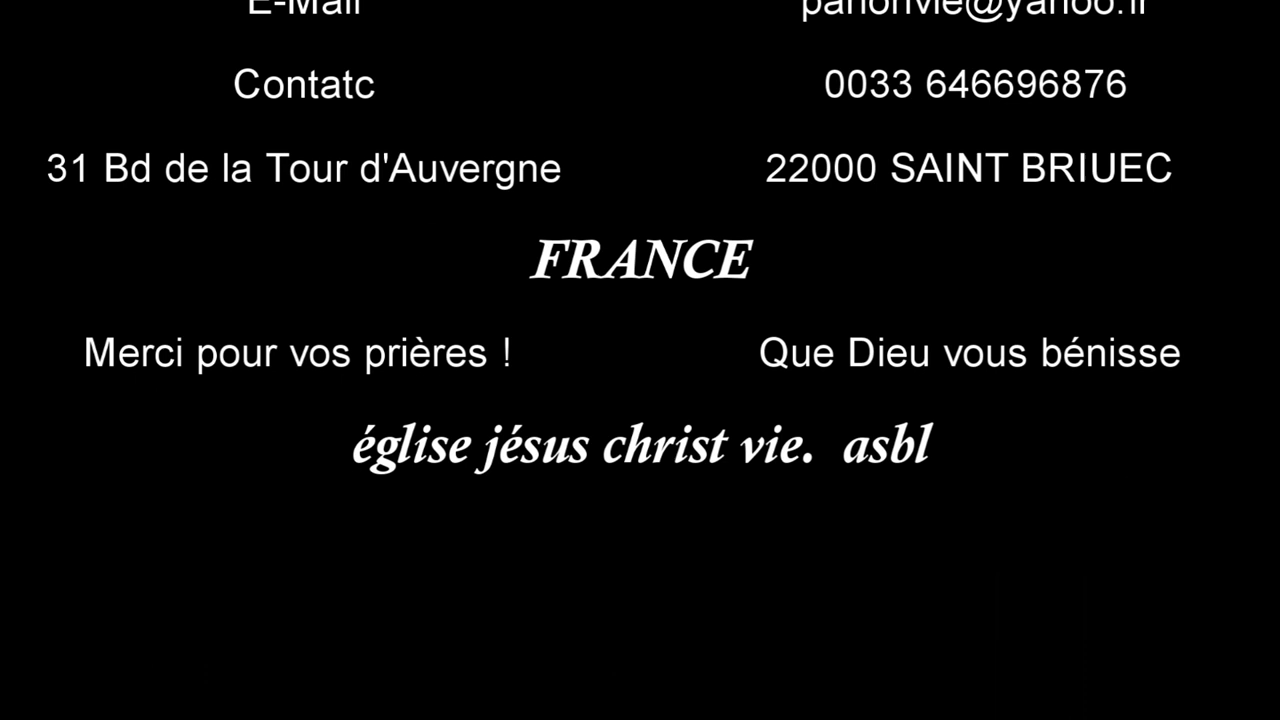 E-Mail
Contatc 0033 646696876
31 Bd de la Tour d'Auvergne 22000 SAINT BRIUEC
FRANCE
Merci pour vos prières ! Que Dieu vous bénisse
église jésus christ vie. asbl